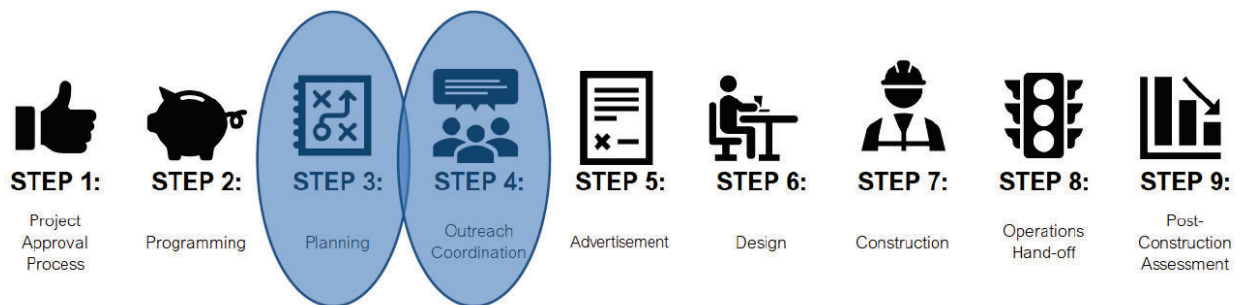 STEP 1:
Project
Approval
Process
STEP 2:
Programming
STEP 3:
Planning
STEP 4:
Outreach
Coordination
STEP 5:
Advertisement
STEP 6:
Design
STEP 7:
Construction
STEP 8:
Operations
Hand-off
STEP 9:
Post-
Construction
Assessment